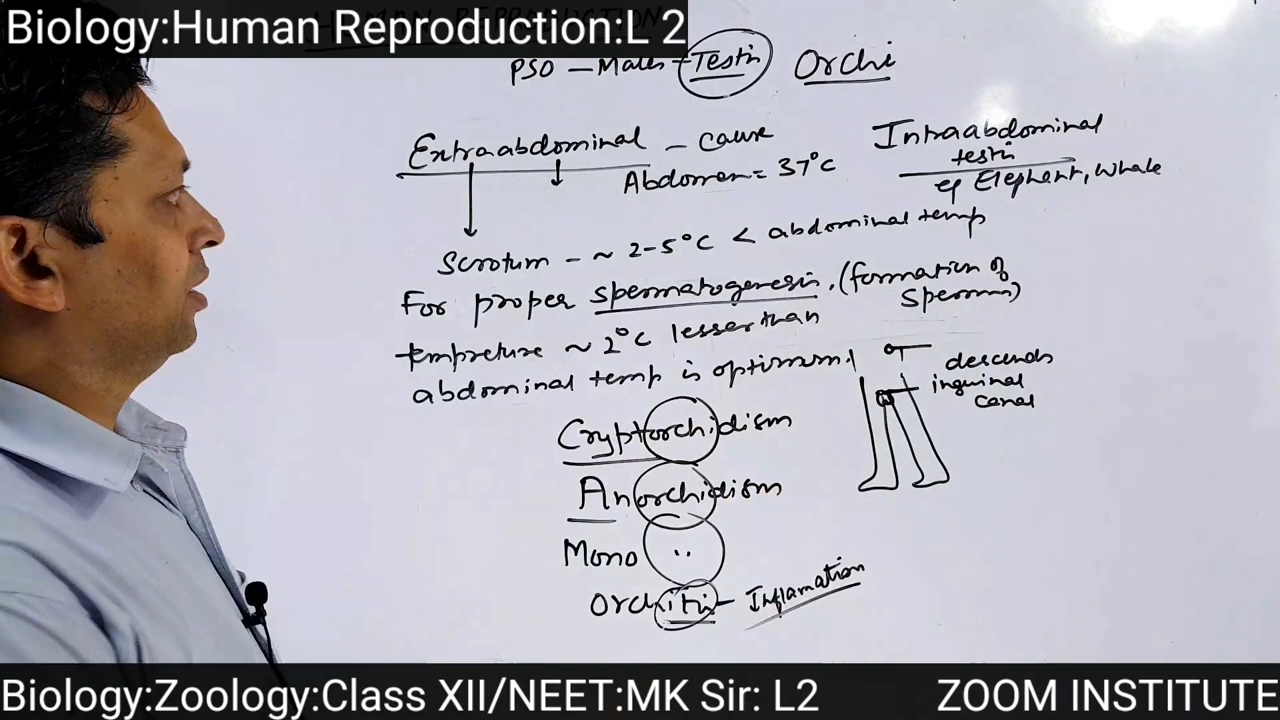 Biology:Human Reproduction:L 2
PSO — Males — Testis Orchi
Extraabdominal — cause
Abdomen = 37°C
Intraabdominal
testis
eg Elephant, Whale
Scrotum - ~ 2-5°C < abdominal temp
For proper spermatogenesis. (formation of
Sperms)
tempreture ~ 2°C lesser than
abdominal temp is optimum.
descends
inguinal
canal
Cryptorchidism
Anorchidism
Mono ..
Orchitis - Inflamation
Biology:Zoology:Class XII/NEET:MK Sir: L2 ZOOM INSTITUTE